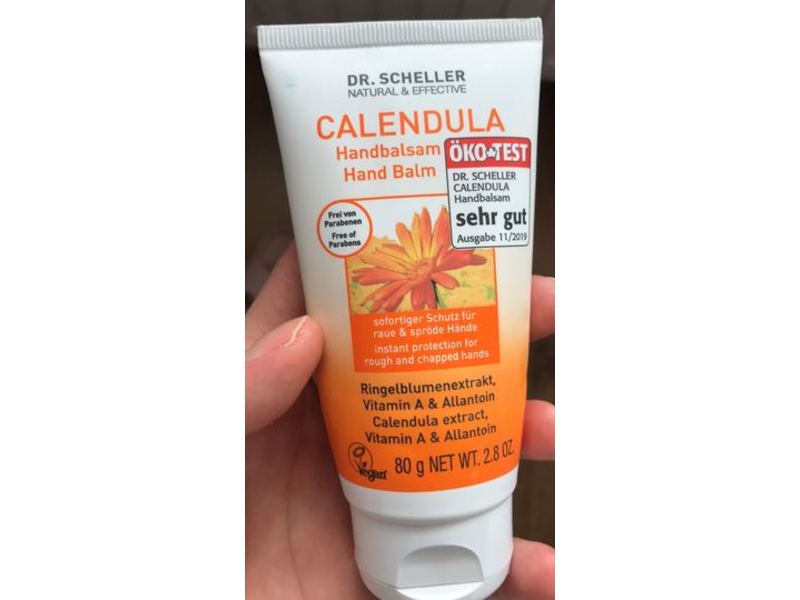 DR. SCHELLER
NATURAL & EFFECTIVE
CALENDULA
Handbalsam
Hand Balm
ÖKO TEST
DR. SCHELLER
CALENDULA
Handbalsam
sehr gut
Ausgabe 11/2019
Frei von
Parabenen
Free of
Parabens
sofortiger Schutz für
raue & spröde Hände
instant protection for
rough and chapped hands
Ringelblumenextrakt,
Vitamin A & Allantoin
Calendula extract,
Vitamin A & Allantoin
vegan
80 g NET WT. 2.8 OZ.